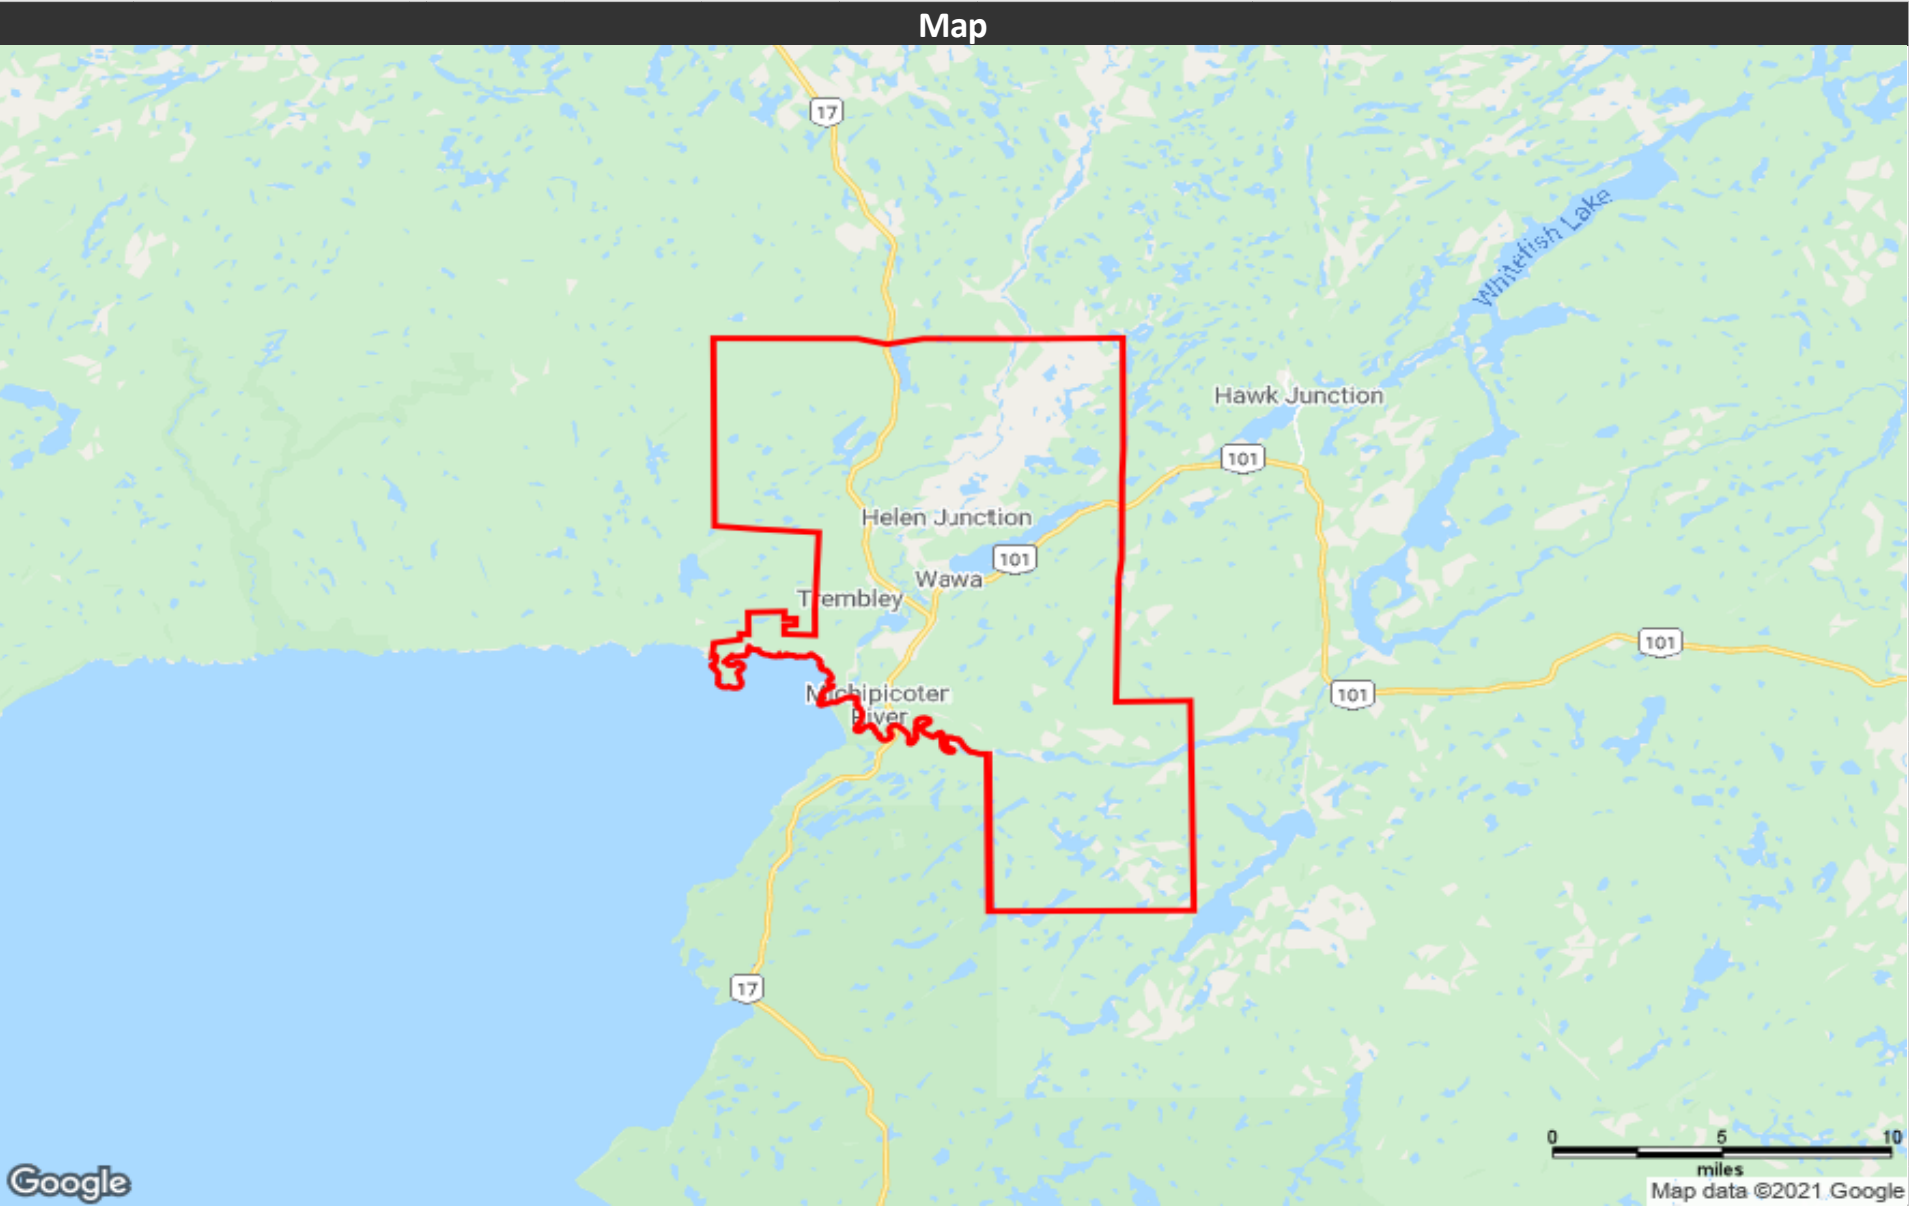 Map
17
Whitefish Lake
Hawk Junction
101
Helen Junction
101
Wawa
Trembley
101
Michipicoten
River
101
17
0 5 10
miles
Google
Map data ©2021 Google